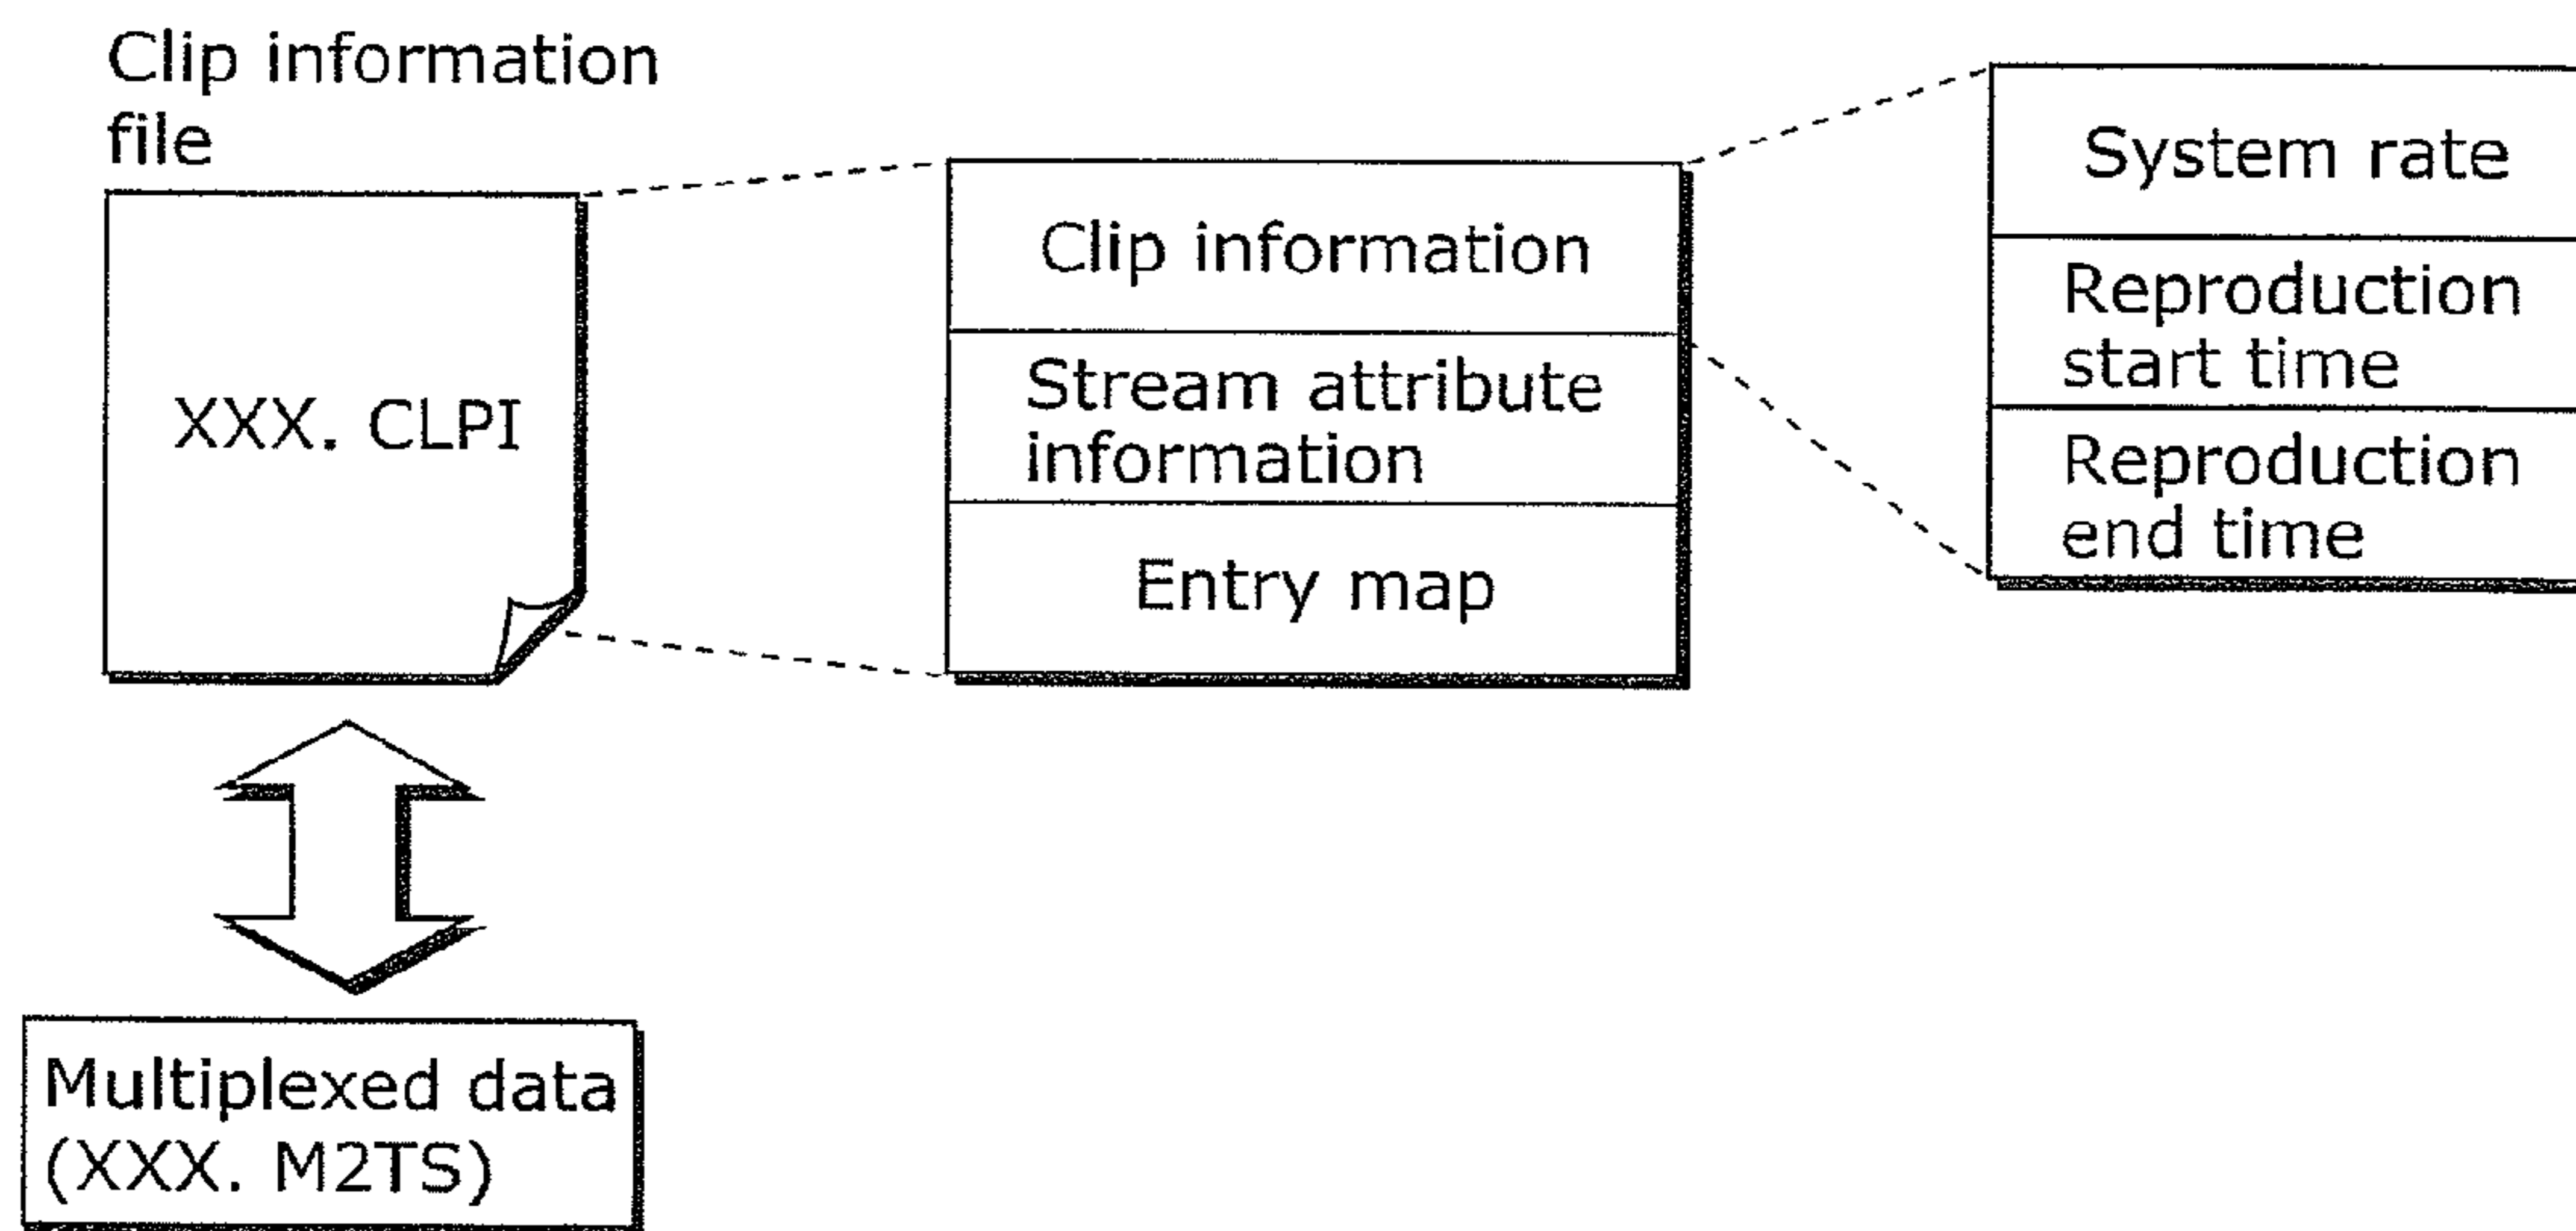 Clip information
file
XXX. CLPI
Clip information
Stream attribute
information
Entry map
System rate
Reproduction
start time
Reproduction
end time
Multiplexed data
(XXX. M2TS)